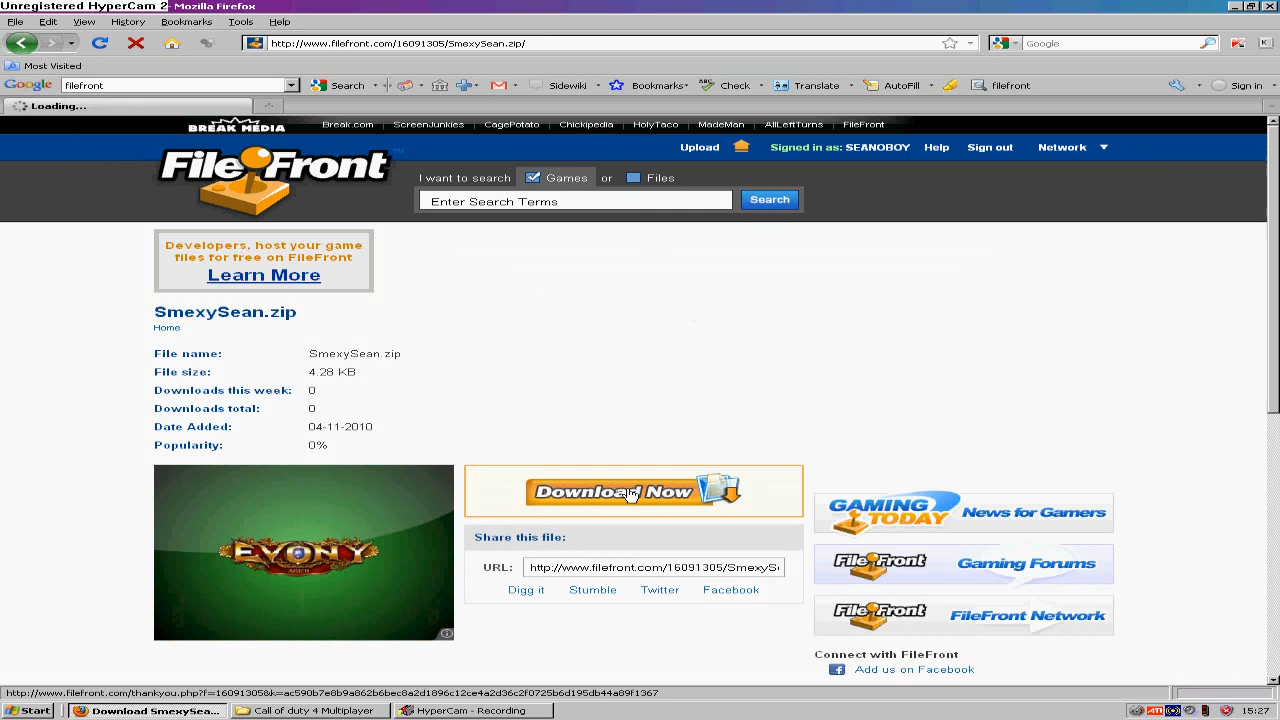 Unregistered HyperCam 2
Mozilla Firefox
File Edit View History Bookmarks Tools Help
http://www.filefront.com/16091305/SmexySean.zip/
Google
Most Visited
Google filefront Search Sidewiki Bookmarks Check Translate AutoFill filefront Sign in
Loading...
BREAK MEDIA Break.com ScreenJunkies CagePotato Chickipedia HolyTaco MadeMan AllLeftTurns FileFront
Upload Signed in as: SEANOBOY Help Sign out Network
FileFront
I want to search Games or Files
Enter Search Terms Search
Developers, host your game
files for free on FileFront
Learn More
SmexySean.zip
Home
File name: SmexySean.zip
File size: 4.28 KB
Downloads this week: 0
Downloads total: 0
Date Added: 04-11-2010
Popularity: 0%
EVONY
Download Now
Share this file:
URL: http://www.filefront.com/16091305/SmexyS
Digg it Stumble Twitter Facebook
GAMING TODAY News for Gamers
FileFront Gaming Forums
FileFront FileFront Network
Connect with FileFront
Add us on Facebook
http://www.filefront.com/thankyou.php?f=16091305&k=ac590b7e8b9a862b6bec8a2d1896c12ce4a2d36c2f0725b6d195db44a89f1367
Start Download SmexySea... Call of duty 4 Multiplayer HyperCam - Recording ATI 15:27